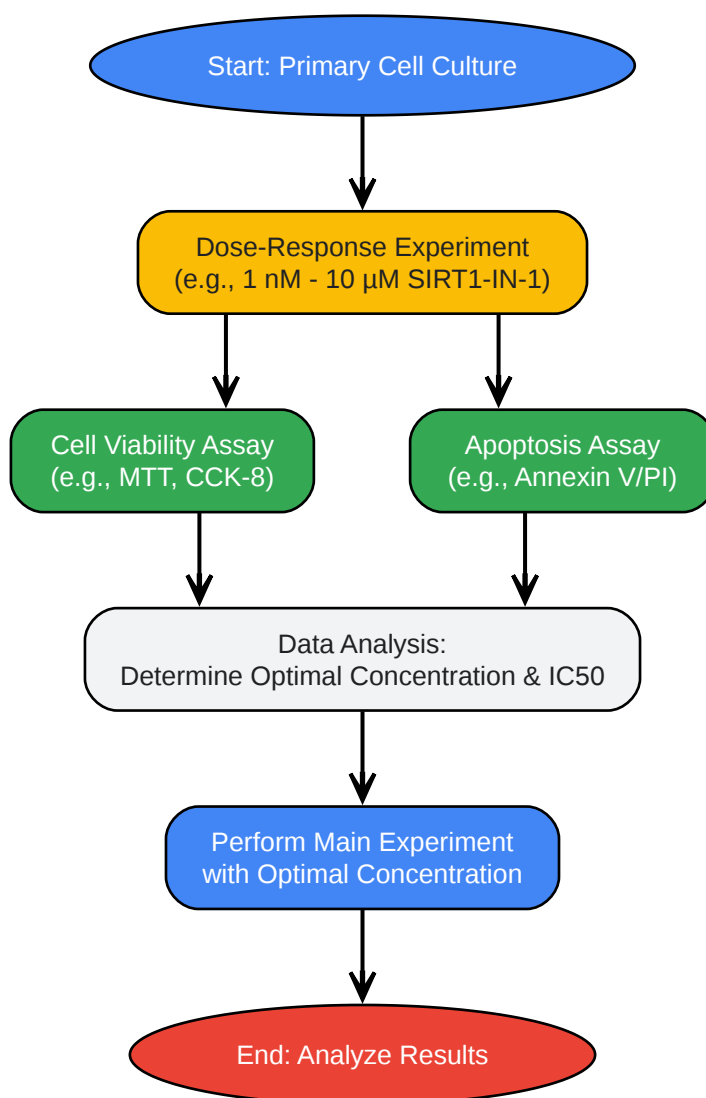 Start: Primary Cell Culture
Dose-Response Experiment
(e.g., 1 nM - 10 µM SIRT1-IN-1)
Cell Viability Assay
(e.g., MTT, CCK-8)
Apoptosis Assay
(e.g., Annexin V/PI)
Data Analysis:
Determine Optimal Concentration & IC50
Perform Main Experiment
with Optimal Concentration
End: Analyze Results